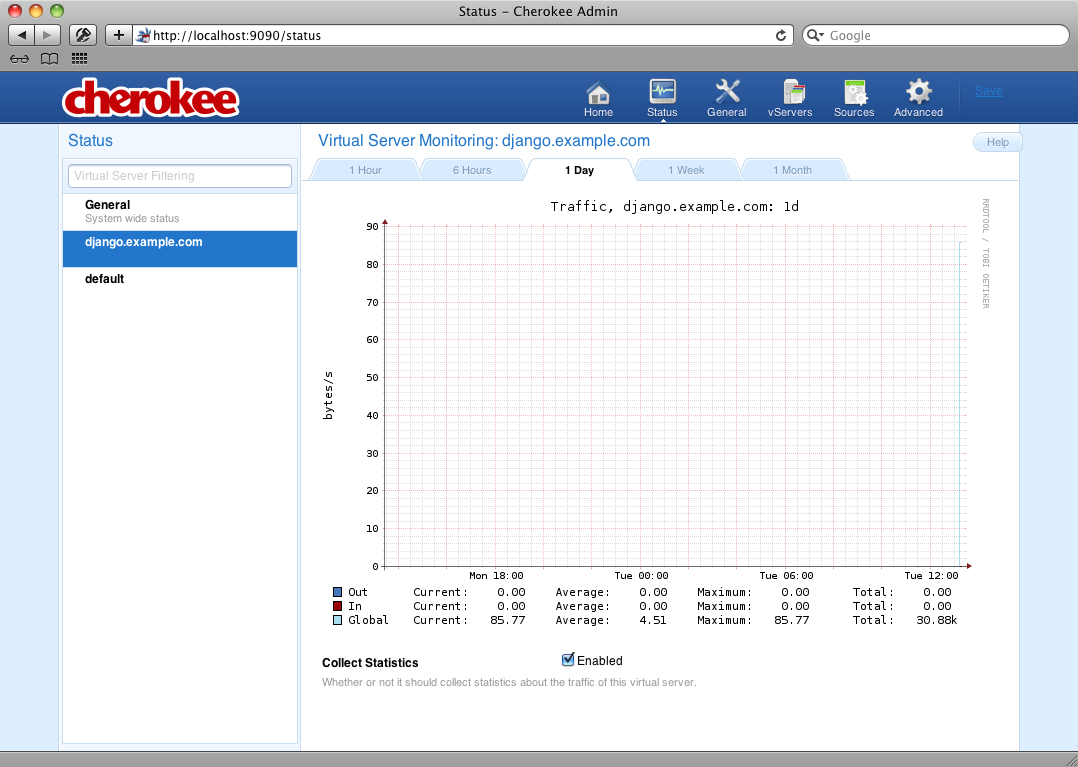 Status – Cherokee Admin
http://localhost:9090/status
Google
cherokee
Home Status General vServers Sources Advanced Save
Status
Virtual Server Filtering
General
System wide status
django.example.com
default
Virtual Server Monitoring: django.example.com
Help
1 Hour 6 Hours 1 Day 1 Week 1 Month
Traffic, django.example.com: 1d
RRDTOOL / TOBI OETIKER
bytes/s
90
80
70
60
50
40
30
20
10
0
Mon 18:00 Tue 00:00 Tue 06:00 Tue 12:00
Out Current: 0.00 Average: 0.00 Maximum: 0.00 Total: 0.00
In Current: 0.00 Average: 0.00 Maximum: 0.00 Total: 0.00
Global Current: 85.77 Average: 4.51 Maximum: 85.77 Total: 30.88k
Collect Statistics Enabled
Whether or not it should collect statistics about the traffic of this virtual server.